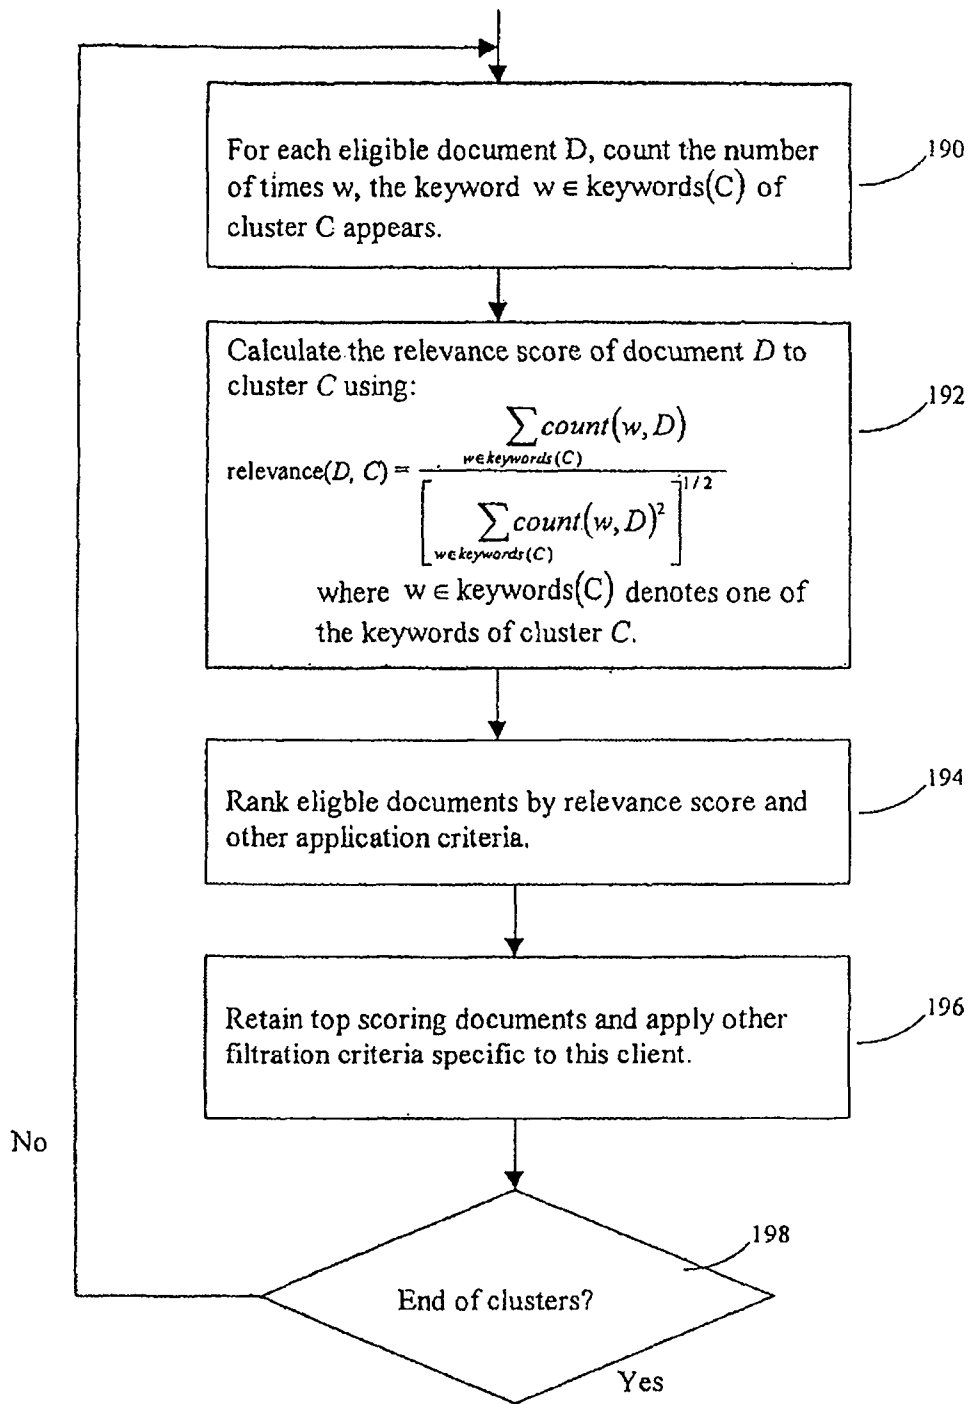 For each eligible document D, count the number
of times w, the keyword w ∈ keywords(C) of
cluster C appears.
190
Calculate the relevance score of document D to
cluster C using:
192
relevance(D, C) = \frac{\sum_{w∈keywords(C)} count(w, D)}{[\sum_{w∈keywords(C)} count(w, D)^2]^{1/2}}
where w ∈ keywords(C) denotes one of
the keywords of cluster C.
194
Rank eligble documents by relevance score and
other application criteria.
196
Retain top scoring documents and apply other
filtration criteria specific to this client.
No
198
End of clusters?
Yes